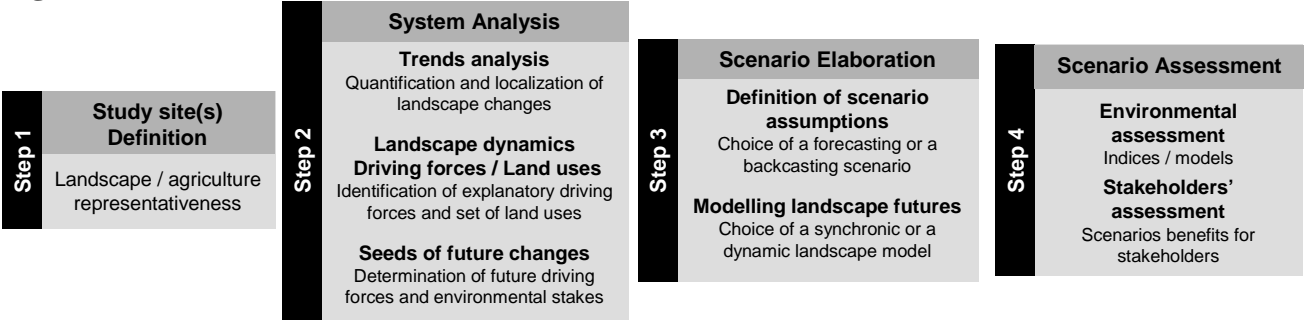 Step 1
Study site(s)
Definition
Landscape / agriculture
representativeness
Step 2
System Analysis
Trends analysis
Quantification and localization of
landscape changes
Landscape dynamics
Driving forces / Land uses
Identification of explanatory driving
forces and set of land uses
Seeds of future changes
Determination of future driving
forces and environmental stakes
Step 3
Scenario Elaboration
Definition of scenario
assumptions
Choice of a forecasting or a
backcasting scenario
Modelling landscape futures
Choice of a synchronic or a
dynamic landscape model
Step 4
Scenario Assessment
Environmental
assessment
Indices / models
Stakeholders’
assessment
Scenarios benefits for
stakeholders